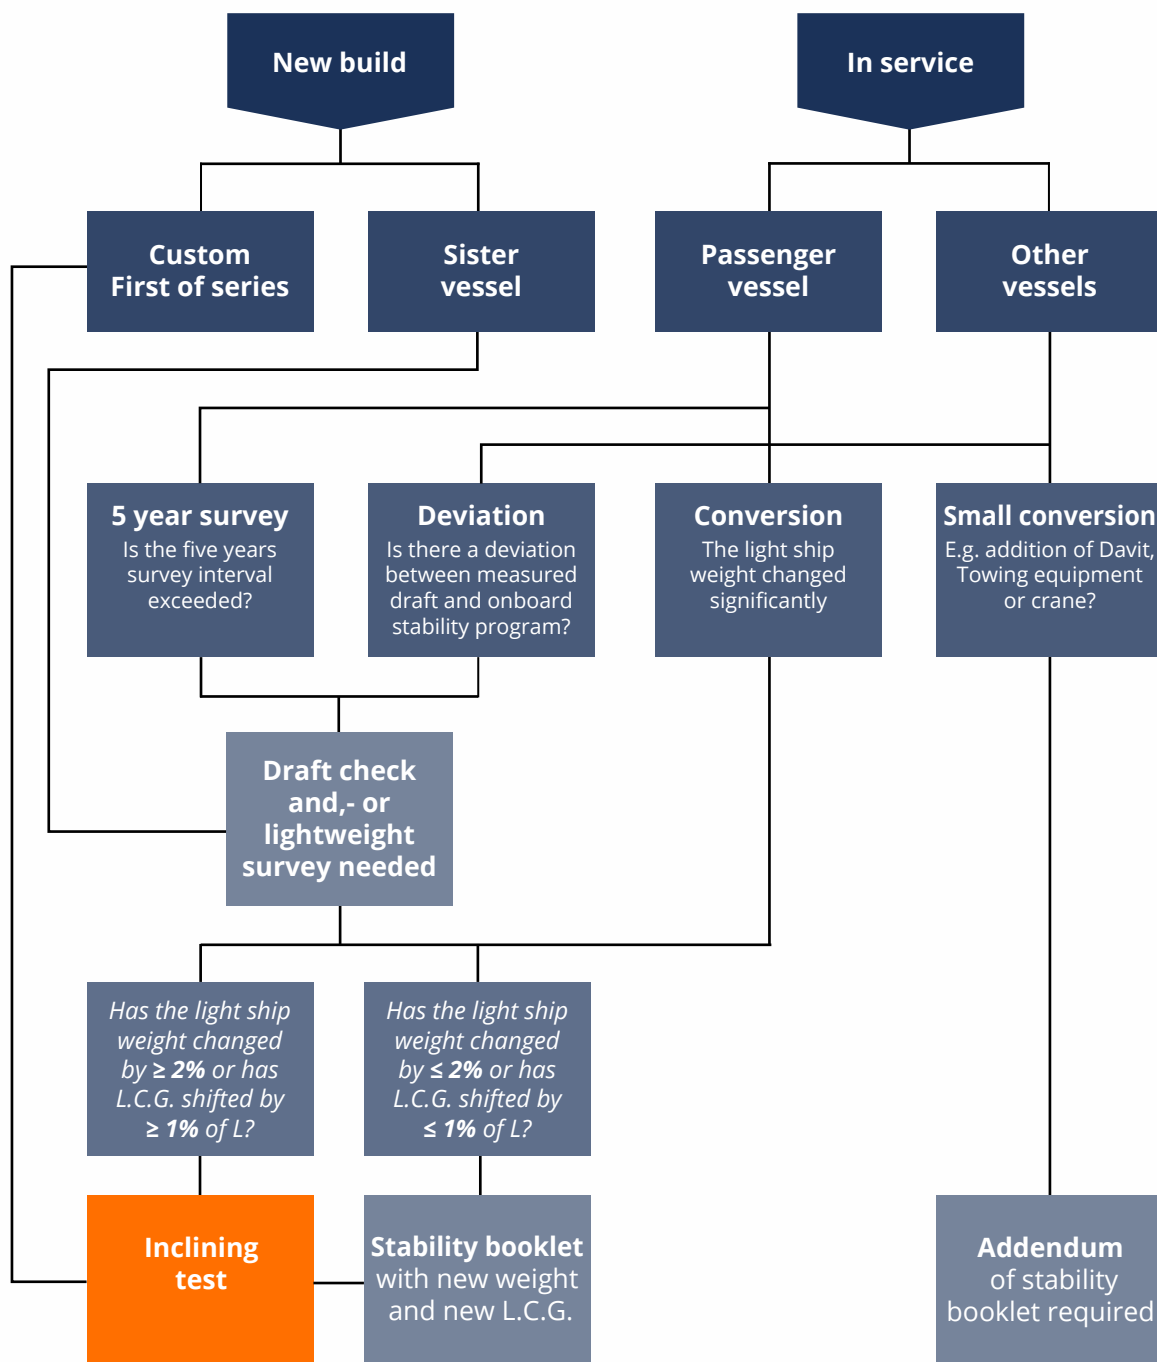 New build
In service
Custom
First of series
Sister
vessel
Passenger
vessel
Other
vessels
5 year survey
Is the five years
survey interval
exceeded?
Deviation
Is there a deviation
between measured
draft and onboard
stability program?
Conversion
The light ship
weight changed
significantly
Small conversion
E.g. addition of Davit,
Towing equipment
or crane?
Draft check
and,- or
lightweight
survey needed
Has the light ship
weight changed
by ≥ 2% or has
L.C.G. shifted by
≥ 1% of L?
Has the light ship
weight changed
by ≤ 2% or has
L.C.G. shifted by
≤ 1% of L?
Inclining
test
Stability booklet
with new weight
and new L.C.G.
Addendum
of stability
booklet required